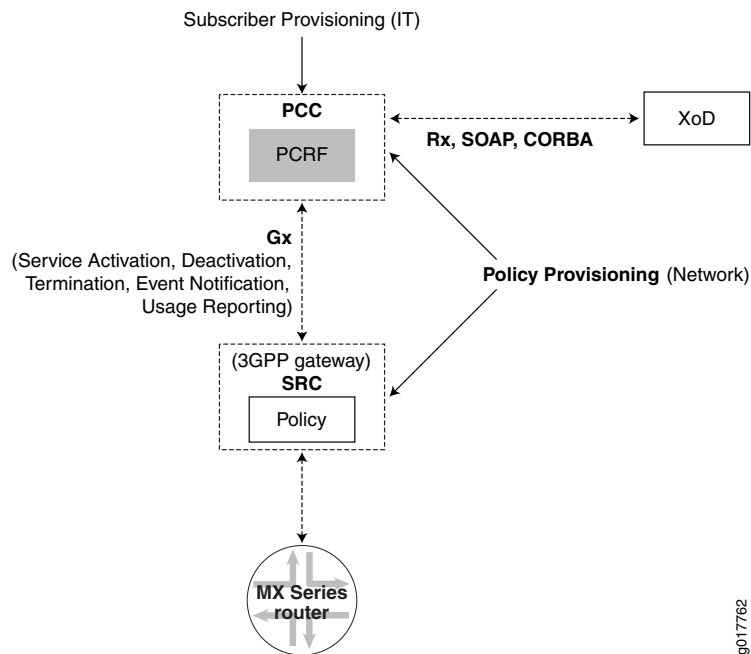 Subscriber Provisioning (IT)
PCC
PCRF
XoD
Rx, SOAP, CORBA
Gx
(Service Activation, Deactivation,
Termination, Event Notification,
Usage Reporting)
Policy Provisioning (Network)
(3GPP gateway)
SRC
Policy
MX Series
router
g017762